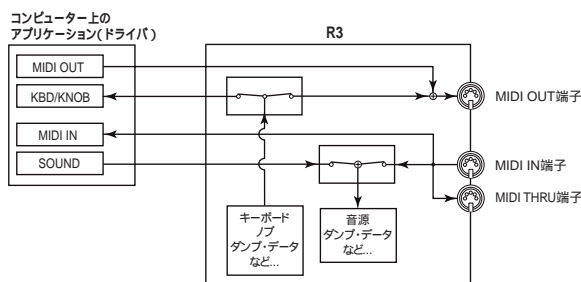 コンピューター上の
アプリケーション(ドライバ)
R3
MIDI OUT
KBD/KNOB
MIDI IN
SOUND
MIDI OUT端子
MIDI IN端子
MIDI THRU端子
キーボード
ノブ
ダンプ・データ
など...
音源
ダンプ・データ
など...